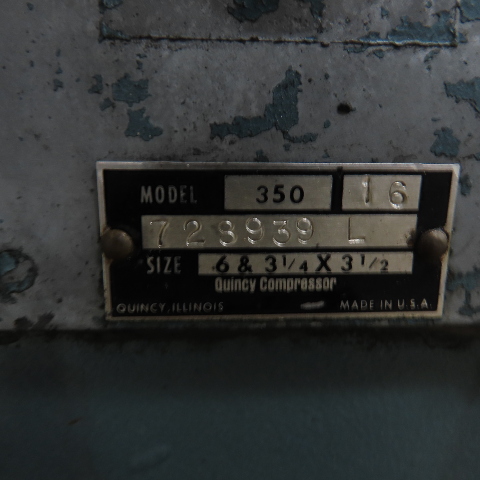 MODEL 350 16
728939 L
SIZE 6 & 3 1/4 X 3 1/2
Quincy Compressor
QUINCY, ILLINOIS MADE IN U.S.A.